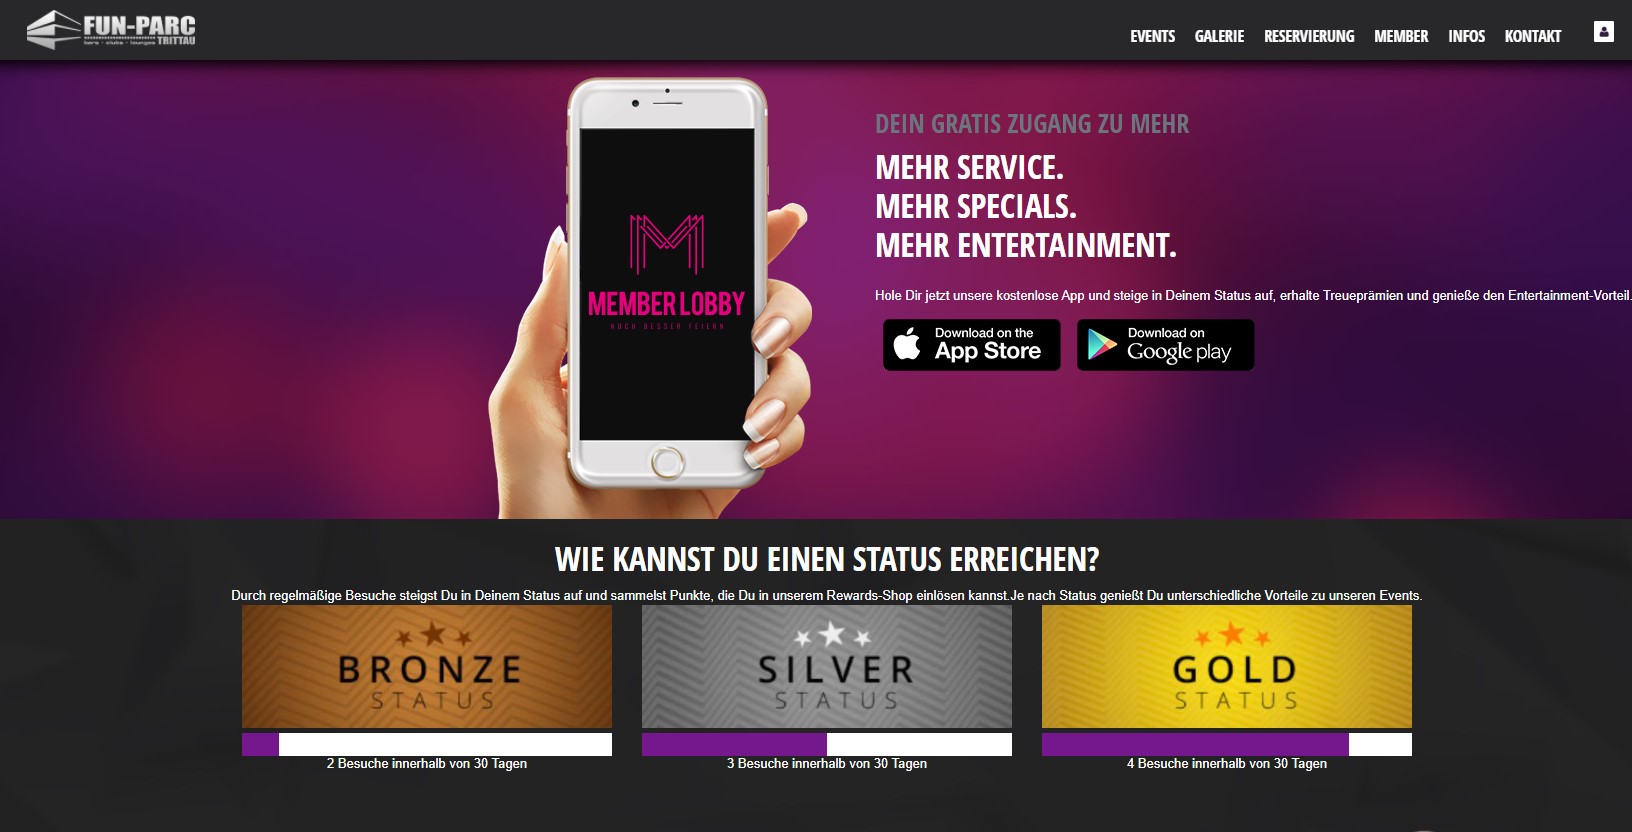 FUN-PARC
bars - clubs - lounges TRITTAU
EVENTS GALERIE RESERVIERUNG MEMBER INFOS KONTAKT
DEIN GRATIS ZUGANG ZU MEHR
MEHR SERVICE.
MEHR SPECIALS.
MEHR ENTERTAINMENT.
M
MEMBER LOBBY
NOCH BESSER FEIERN
Hole Dir jetzt unsere kostenlose App und steige in Deinem Status auf, erhalte Treueprämien und genieße den Entertainment-Vorteil.
Download on the
App Store
Download on
Google play
WIE KANNST DU EINEN STATUS ERREICHEN?
Durch regelmäßige Besuche steigst Du in Deinem Status auf und sammelst Punkte, die Du in unserem Rewards-Shop einlösen kannst.Je nach Status genießt Du unterschiedliche Vorteile zu unseren Events.
BRONZE
STATUS
SILVER
STATUS
GOLD
STATUS
2 Besuche innerhalb von 30 Tagen
3 Besuche innerhalb von 30 Tagen
4 Besuche innerhalb von 30 Tagen